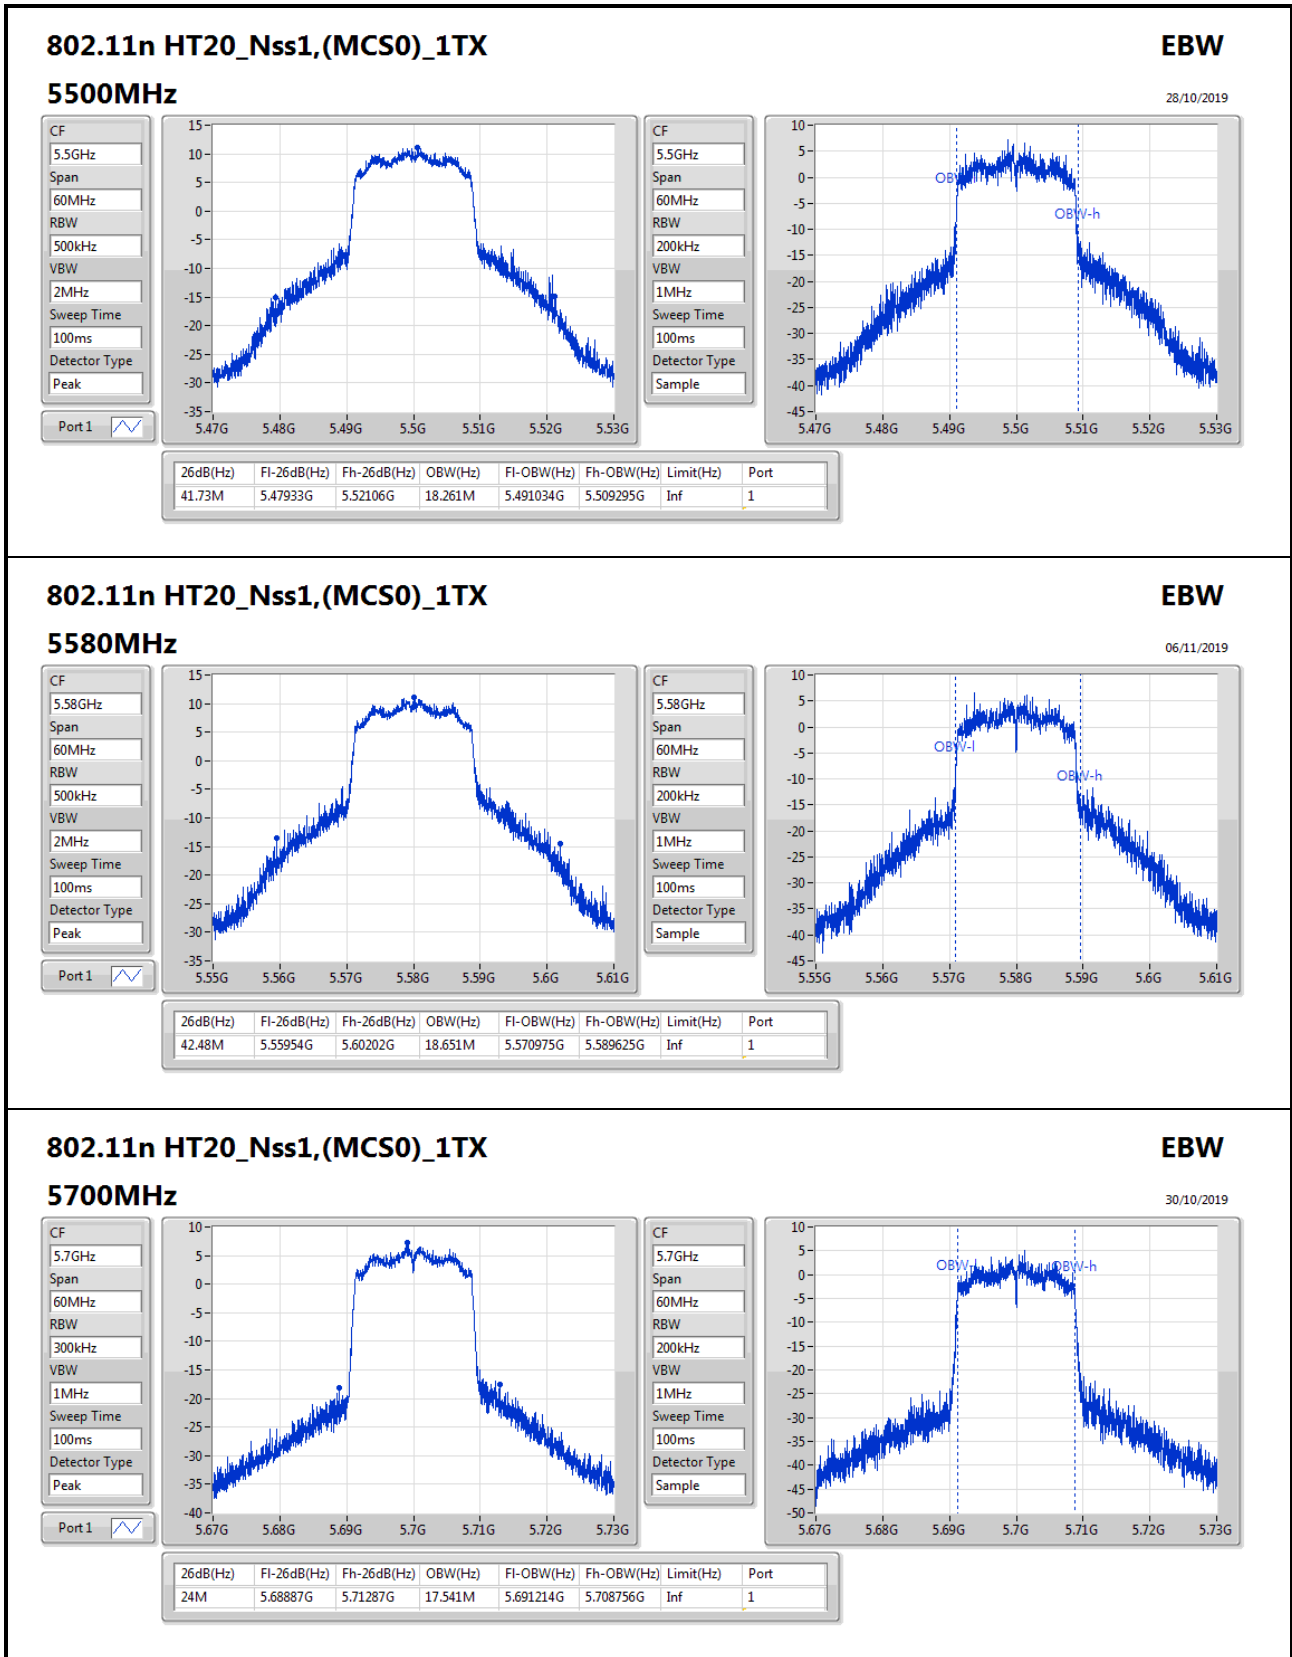 802.11n HT20_Nss1,(MCS0)_1TX EBW
5500MHz 28/10/2019
CF
5.5GHz
Span
60MHz
RBW
500kHz
VBW
2MHz
Sweep Time
100ms
Detector Type
Peak
Port 1
15
10
5
0
-5
-10
-15
-20
-25
-30
-35
5.47G 5.48G 5.49G 5.5G 5.51G 5.52G 5.53G
CF
5.5GHz
Span
60MHz
RBW
200kHz
VBW
1MHz
Sweep Time
100ms
Detector Type
Sample
10
5
0
-5
-10
-15
-20
-25
-30
-35
-40
-45
OBW-h
5.47G 5.48G 5.49G 5.5G 5.51G 5.52G 5.53G
26dB(Hz) Fl-26dB(Hz) Fh-26dB(Hz) OBW(Hz) Fl-OBW(Hz) Fh-OBW(Hz) Limit(Hz) Port
41.73M 5.47933G 5.52106G 18.261M 5.491034G 5.509295G Inf 1
802.11n HT20_Nss1,(MCS0)_1TX EBW
5580MHz 06/11/2019
CF
5.58GHz
Span
60MHz
RBW
500kHz
VBW
2MHz
Sweep Time
100ms
Detector Type
Peak
Port 1
15
10
5
0
-5
-10
-15
-20
-25
-30
-35
5.55G 5.56G 5.57G 5.58G 5.59G 5.6G 5.61G
CF
5.58GHz
Span
60MHz
RBW
200kHz
VBW
1MHz
Sweep Time
100ms
Detector Type
Sample
10
5
0
-5
-10
-15
-20
-25
-30
-35
-40
-45
OBW-l
OBW-h
5.55G 5.56G 5.57G 5.58G 5.59G 5.6G 5.61G
26dB(Hz) Fl-26dB(Hz) Fh-26dB(Hz) OBW(Hz) Fl-OBW(Hz) Fh-OBW(Hz) Limit(Hz) Port
42.48M 5.55954G 5.60202G 18.651M 5.570975G 5.589625G Inf 1
802.11n HT20_Nss1,(MCS0)_1TX EBW
5700MHz 30/10/2019
CF
5.7GHz
Span
60MHz
RBW
300kHz
VBW
1MHz
Sweep Time
100ms
Detector Type
Peak
Port 1
10
5
0
-5
-10
-15
-20
-25
-30
-35
-40
5.67G 5.68G 5.69G 5.7G 5.71G 5.72G 5.73G
CF
5.7GHz
Span
60MHz
RBW
200kHz
VBW
1MHz
Sweep Time
100ms
Detector Type
Sample
10
5
0
-5
-10
-15
-20
-25
-30
-35
-40
-45
-50
OBW-h
5.67G 5.68G 5.69G 5.7G 5.71G 5.72G 5.73G
26dB(Hz) Fl-26dB(Hz) Fh-26dB(Hz) OBW(Hz) Fl-OBW(Hz) Fh-OBW(Hz) Limit(Hz) Port
24M 5.68887G 5.71287G 17.541M 5.691214G 5.708756G Inf 1